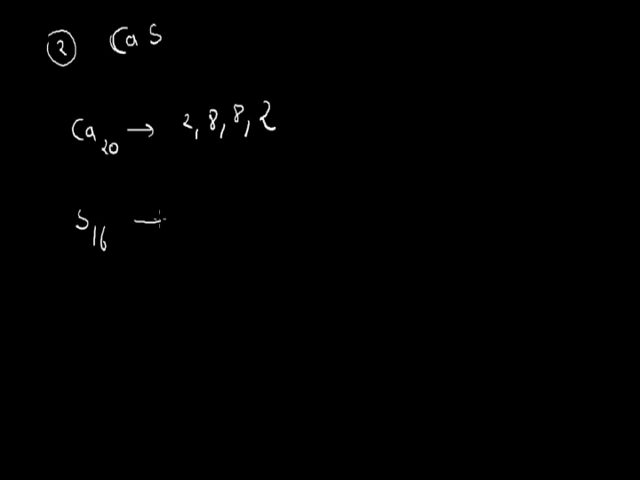 ② CaS
Ca₂₀ → 2, 8, 8, 2
S₁₆ —